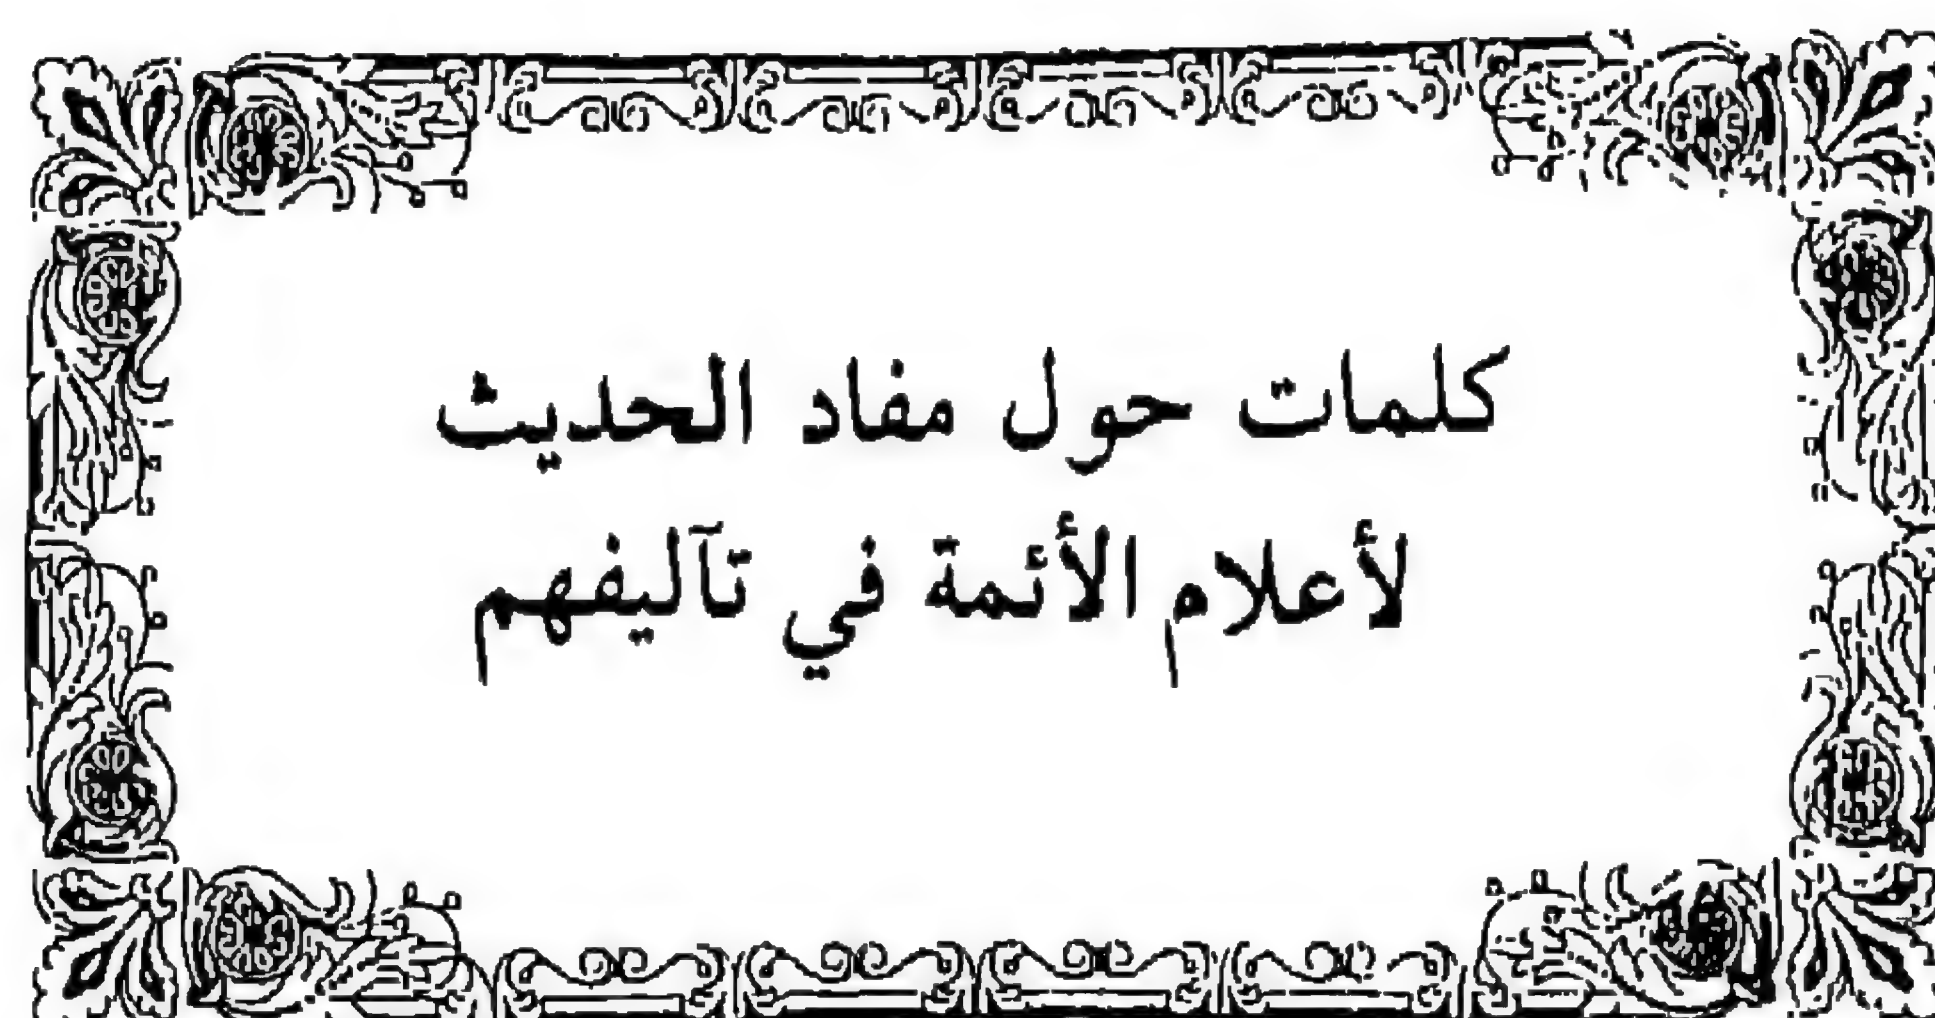 كلمات حول مفاد الحديث
لأعلام الأئمة في تآليفهم